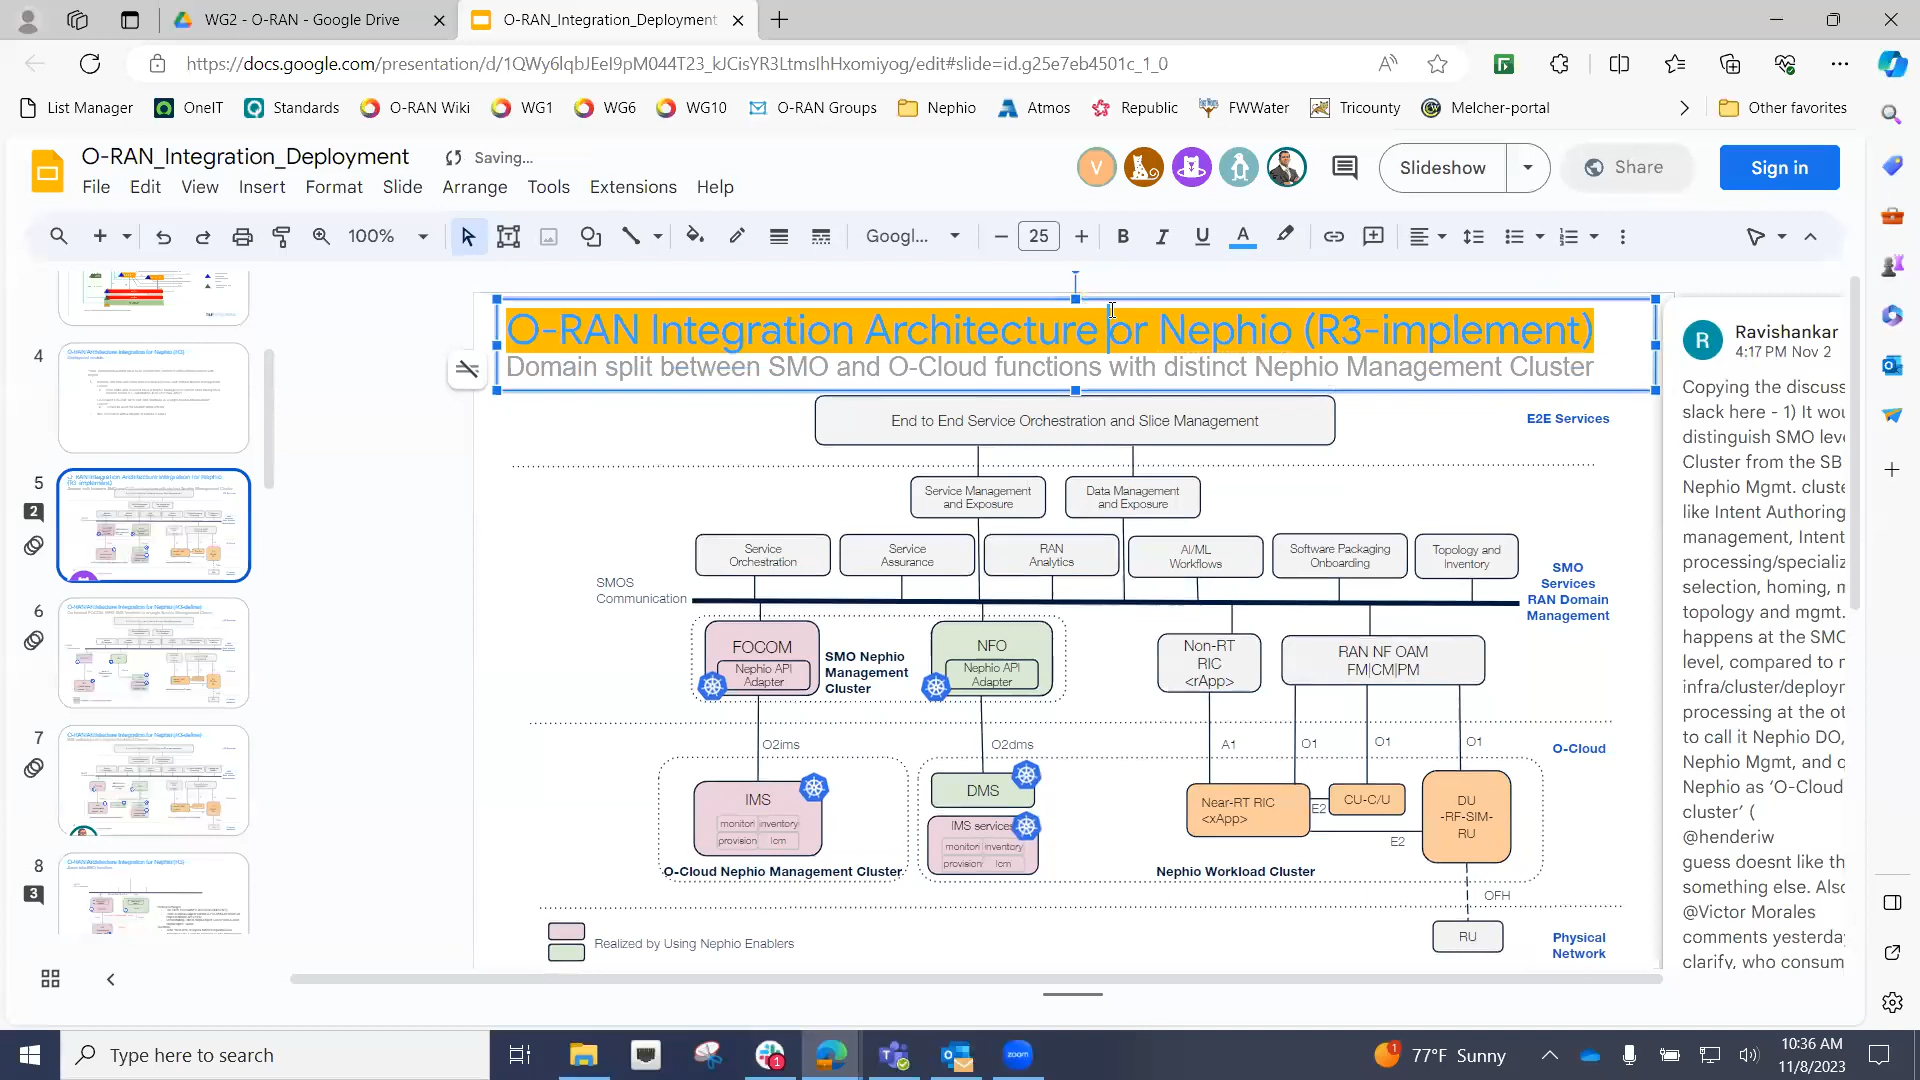 WG2 - O-RAN - Google Drive
O-RAN_Integration_Deployment
https://docs.google.com/presentation/d/1QWy6lqbJEeI9pM044T23_kJCisYR3LtmsIhHxomiyog/edit#slide=id.g25e7eb4501c_1_0
List Manager
OneIT
Standards
O-RAN Wiki
WG1
WG6
WG10
O-RAN Groups
Nephio
Atmos
Republic
FWWater
Tricounty
Melcher-portal
Other favorites
O-RAN_Integration_Deployment
Saving...
File Edit View Insert Format Slide Arrange Tools Extensions Help
V
Slideshow
Share
Sign in
100%
Googl...
25
4
5
2
6
7
8
3
O-RAN Integration Architecture or Nephio (R3-implement)
Domain split between SMO and O-Cloud functions with distinct Nephio Management Cluster
End to End Service Orchestration and Slice Management
E2E Services
Service Management
and Exposure
Data Management
and Exposure
Service
Orchestration
Service
Assurance
RAN
Analytics
AI/ML
Workflows
Software Packaging
Onboarding
Topology and
Inventory
SMOS
Communication
SMO
Services
RAN Domain
Management
FOCOM
Nephio API
Adapter
SMO Nephio
Management
Cluster
NFO
Nephio API
Adapter
Non-RT
RIC
<rApp>
RAN NF OAM
FM|CM|PM
O2ims
O2dms
A1
O1
O1
O1
O-Cloud
IMS
monitori
inventory
provision
lcm
O-Cloud Nephio Management Cluster
DMS
IMS services
monitori
inventory
provision
lcm
Near-RT RIC
<xApp>
E2
CU-C/U
E2
DU
-RF-SIM-
RU
Nephio Workload Cluster
OFH
RU
Physical
Network
Realized by Using Nephio Enablers
R
Ravishankar
4:17 PM Nov 2
Copying the discuss
slack here - 1) It wou
distinguish SMO leve
Cluster from the SB
Nephio Mgmt. cluste
like Intent Authoring
management, Intent
processing/specializ
selection, homing, m
topology and mgmt.
happens at the SMO
level, compared to n
infra/cluster/deployn
processing at the ot
to call it Nephio DO,
Nephio Mgmt, and q
Nephio as ‘O-Cloud
cluster’ (
@henderiw
guess doesnt like th
something else. Also
@Victor Morales
comments yesterday
clarify, who consum
Type here to search
1
zoom
1
77°F Sunny
10:36 AM
11/8/2023